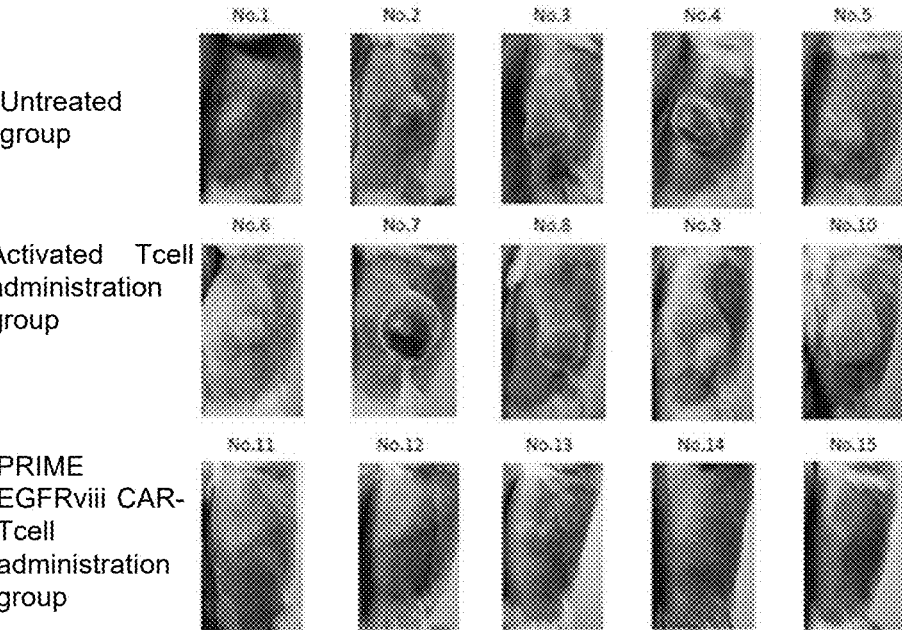 No.1 No.2 No.3 No.4 No.5
Untreated
group
No.6 No.7 No.8 No.9 No.10
Activated Tcell
administration
group
No.11 No.12 No.13 No.14 No.15
PRIME
EGFRviii CAR-
Tcell
administration
group